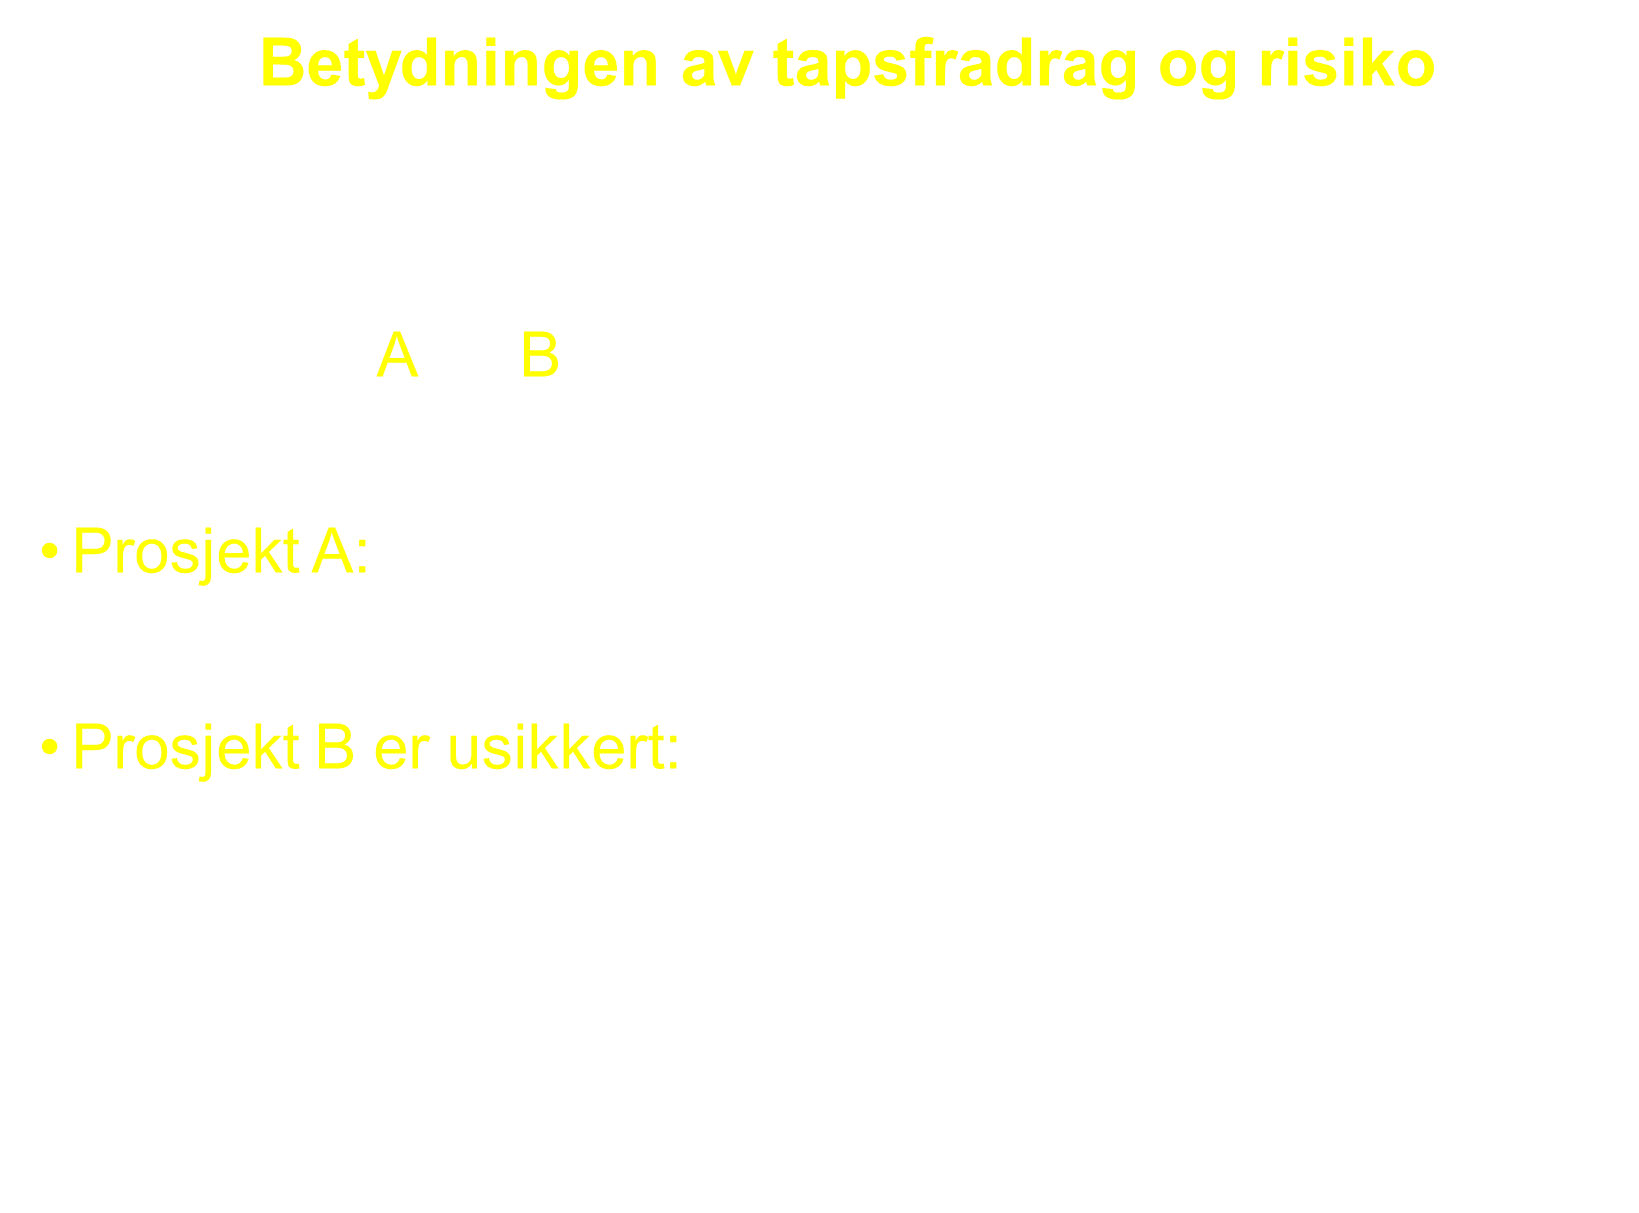 Betydningen av tapsfradrag og risiko
A B
• Prosjekt A:
• Prosjekt B er usikkert: